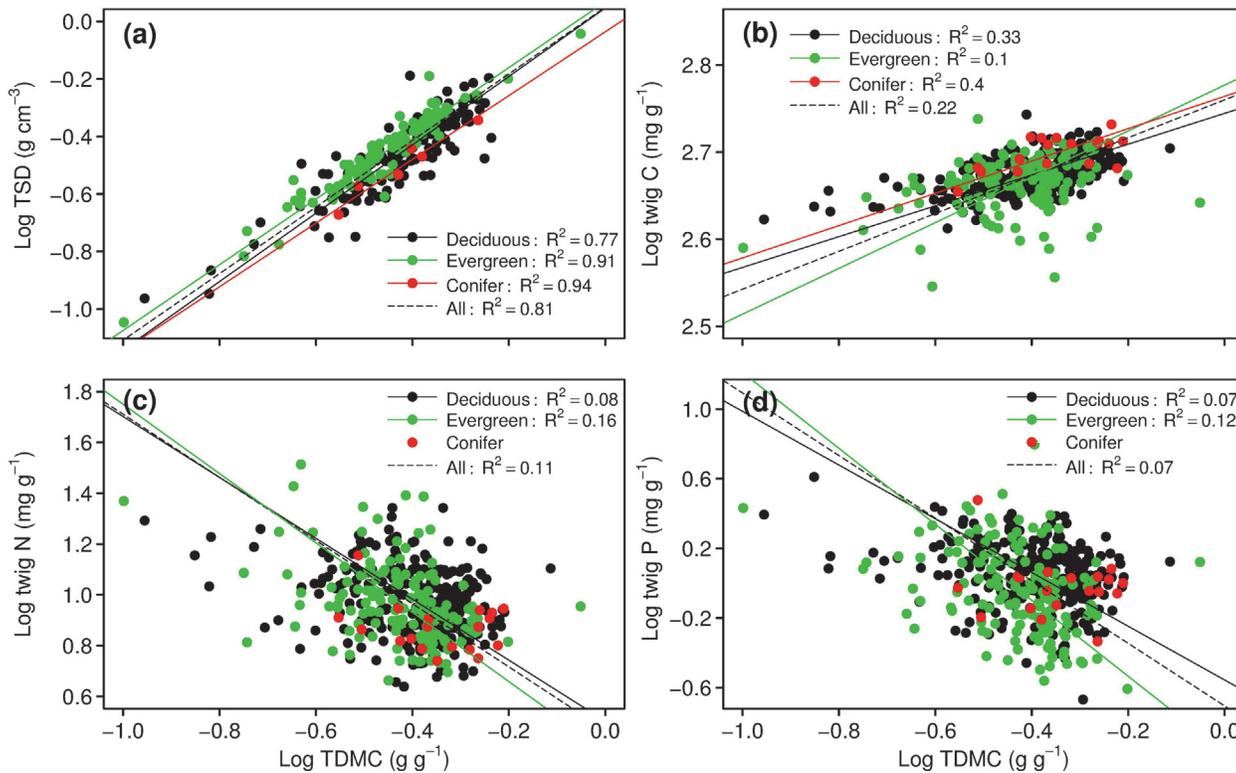 (a)
0.0
−0.2
−0.4
−0.6
−0.8
−1.0
Log TSD (g cm⁻³)
Deciduous : R² = 0.77
Evergreen : R² = 0.91
Conifer : R² = 0.94
All : R² = 0.81
(b)
Deciduous : R² = 0.33
Evergreen : R² = 0.1
Conifer : R² = 0.4
All : R² = 0.22
2.8
2.7
2.6
2.5
Log twig C (mg g⁻¹)
(c)
Deciduous : R² = 0.08
Evergreen : R² = 0.16
Conifer
All : R² = 0.11
1.8
1.6
1.4
1.2
1.0
0.8
0.6
Log twig N (mg g⁻¹)
−1.0 −0.8 −0.6 −0.4 −0.2 0.0
Log TDMC (g g⁻¹)
(d)
Deciduous : R² = 0.07
Evergreen : R² = 0.12
Conifer
All : R² = 0.07
1.0
0.6
0.2
−0.2
−0.6
Log twig P (mg g⁻¹)
−1.0 −0.8 −0.6 −0.4 −0.2 0.0
Log TDMC (g g⁻¹)